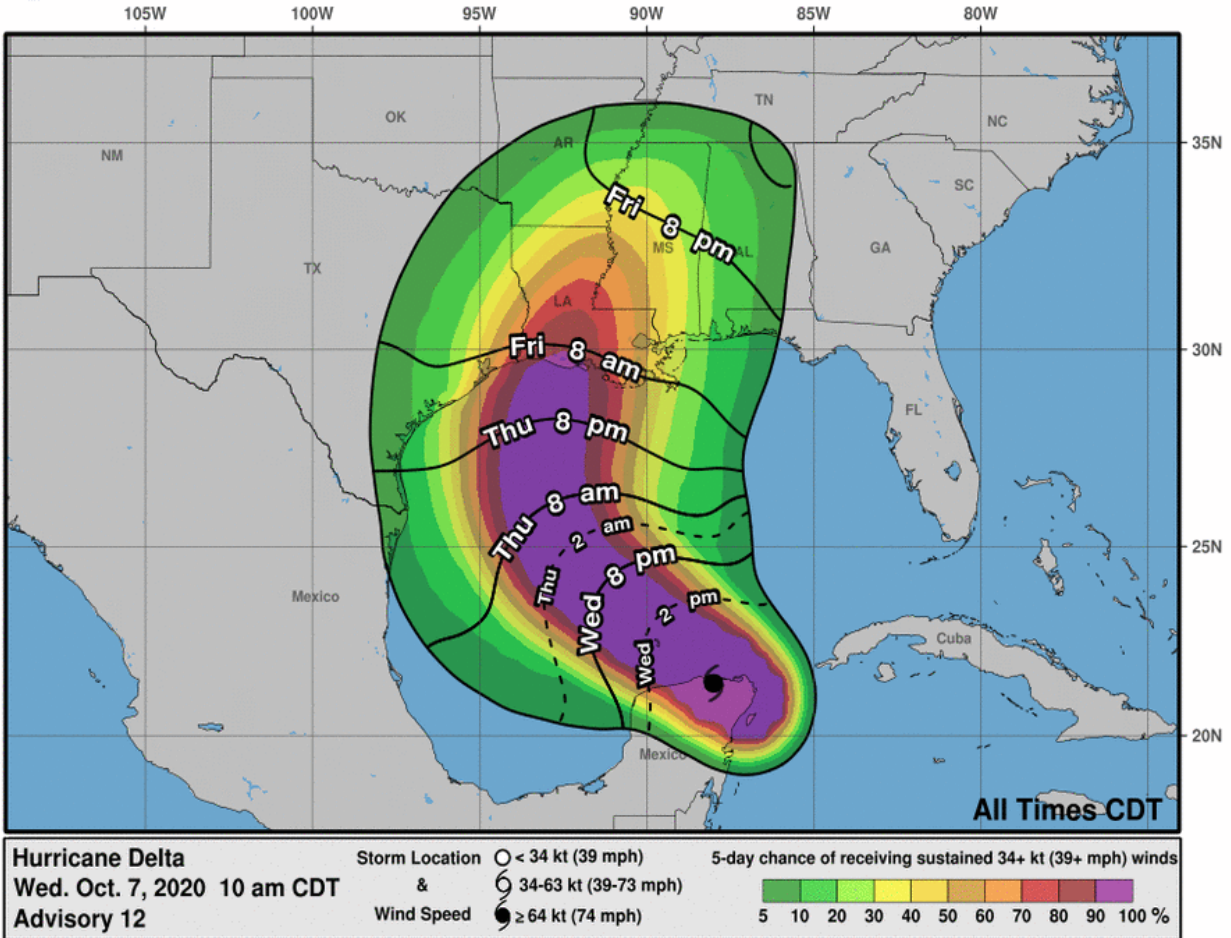 105W 100W 95W 90W 85W 80W
TN
OK
NC
AR
35N
NM
SC
Fri 8 pm
MS
AL
GA
TX
LA
Fri 8 am
30N
FL
Thu 8 pm
Thu 8 am
Thu 2 am
25N
Wed 8 pm
Wed 2 pm
Mexico
Cuba
20N
Mexico
All Times CDT
Hurricane Delta
Wed. Oct. 7, 2020 10 am CDT
Advisory 12
Storm Location
&
Wind Speed
< 34 kt (39 mph)
34-63 kt (39-73 mph)
≥ 64 kt (74 mph)
5-day chance of receiving sustained 34+ kt (39+ mph) winds
5 10 20 30 40 50 60 70 80 90 100 %